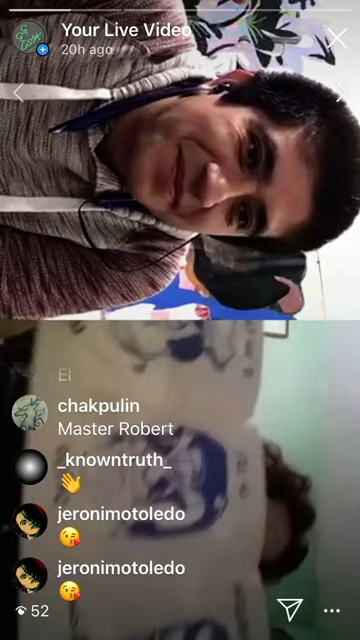 Your Live Video
20h ago
El
chakpulin
Master Robert
_knowntruth_
👋
jeronimotoledo
😘
jeronimotoledo
😘
52